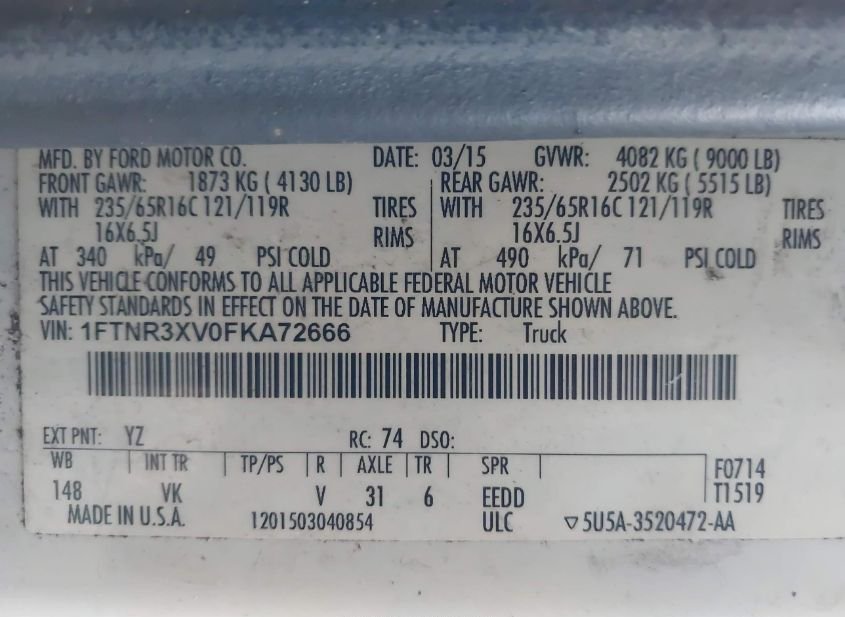 MFD. BY FORD MOTOR CO. DATE: 03/15 GVWR: 4082 KG ( 9000 LB)
FRONT GAWR: 1873 KG ( 4130 LB) REAR GAWR: 2502 KG ( 5515 LB)
WITH 235/65R16C 121/119R TIRES WITH 235/65R16C 121/119R TIRES
16X6.5J RIMS 16X6.5J RIMS
AT 340 kPa/ 49 PSI COLD AT 490 kPa/ 71 PSI COLD
THIS VEHICLE CONFORMS TO ALL APPLICABLE FEDERAL MOTOR VEHICLE
SAFETY STANDARDS IN EFFECT ON THE DATE OF MANUFACTURE SHOWN ABOVE.
VIN: 1FTNR3XV0FKA72666 TYPE: Truck
EXT PNT: YZ RC: 74 DSO:
WB INT TR TP/PS R AXLE TR SPR F0714
148 VK V 31 6 EEDD T1519
MADE IN U.S.A. 1201503040854 ULC ▽5U5A-3520472-AA